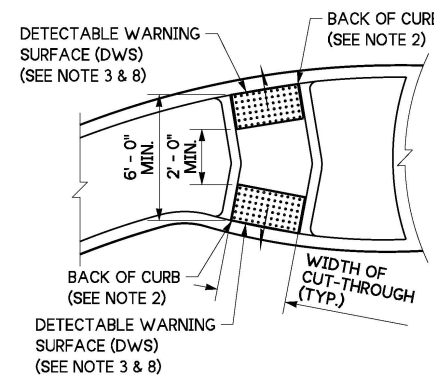 DETECTABLE WARNING
SURFACE (DWS)
(SEE NOTE 3 & 8)
BACK OF CURB
(SEE NOTE 2)
6' - 0"
MIN.
2' - 0"
MIN.
BACK OF CURB
(SEE NOTE 2)
WIDTH OF
CUT-THROUGH
(TYP.)
DETECTABLE WARNING
SURFACE (DWS)
(SEE NOTE 3 & 8)